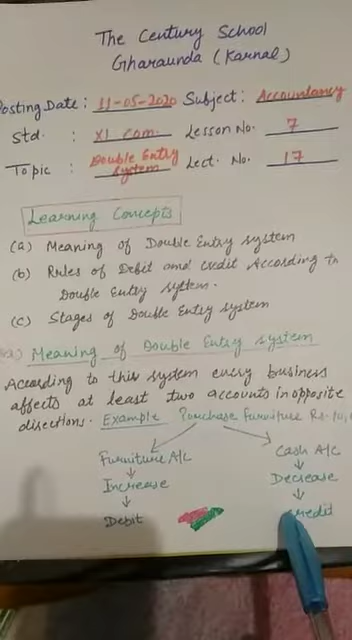 The Century School
Gharaunda (Karnal)
Posting Date: 11-05-2020 Subject: Accountancy
Std. : XI Com. Lesson No. 7
Topic : Double Entry System Lect. No. 17
Learning Concepts
(a) Meaning of Double Entry system
(b) Rules of Debit and credit According to
Double Entry system.
(c) Stages of Double Entry system
(a) Meaning of Double Entry system
According to this system every business
affects at least two accounts in opposite
directions. Example Purchase furniture Rs.
Furniture A/c Cash A/c
Increase Decrease
Debit Credit